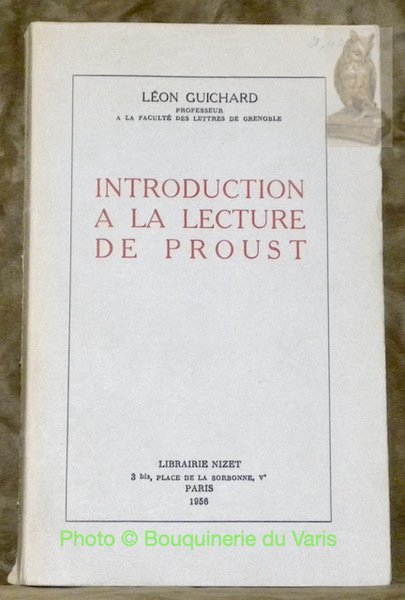 LÉON GUICHARD
PROFESSEUR
A LA FACULTÉ DES LETTRES DE GRENOBLE
INTRODUCTION
A LA LECTURE
DE PROUST
LIBRAIRIE NIZET
3 bis, PLACE DE LA SORBONNE, Vᵉ
PARIS
1956
Photo © Bouquinerie du Varis